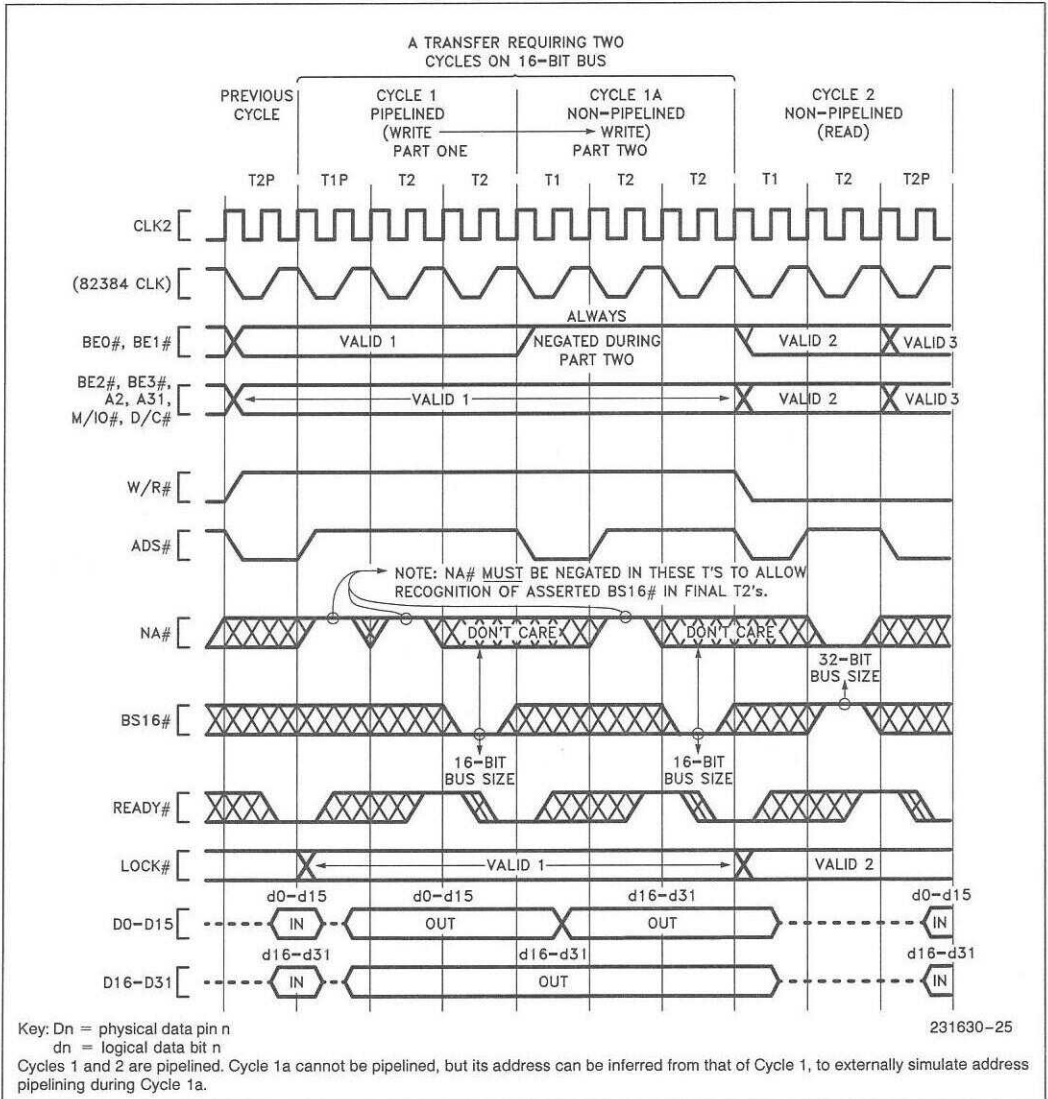 A TRANSFER REQUIRING TWO
CYCLES ON 16-BIT BUS
PREVIOUS
CYCLE
CYCLE 1
PIPELINED
(WRITE
PART ONE
CYCLE 1A
NON-PIPELINED
WRITE)
PART TWO
CYCLE 2
NON-PIPELINED
(READ)
T2P T1P T2 T2 T1 T2 T2 T1 T2 T2P
CLK2
(82384 CLK)
BE0#, BE1#
VALID 1
ALWAYS
NEGATED DURING
PART TWO
VALID 2
VALID 3
BE2#, BE3#,
A2, A31,
M/IO#, D/C#
VALID 1
VALID 2
VALID 3
W/R#
ADS#
NOTE: NA# MUST BE NEGATED IN THESE T'S TO ALLOW
RECOGNITION OF ASSERTED BS16# IN FINAL T2's.
NA#
DON'T CARE
DON'T CARE
32-BIT
BUS SIZE
BS16#
16-BIT
BUS SIZE
16-BIT
BUS SIZE
READY#
LOCK#
VALID 1
VALID 2
d0-d15 d0-d15 d16-d31 d0-d15
D0-D15
IN OUT OUT IN
d16-d31 d16-d31 d16-d31
D16-D31
IN OUT IN
Key: Dn = physical data pin n
231630-25
dn = logical data bit n
Cycles 1 and 2 are pipelined. Cycle 1a cannot be pipelined, but its address can be inferred from that of Cycle 1, to externally simulate address
pipelining during Cycle 1a.